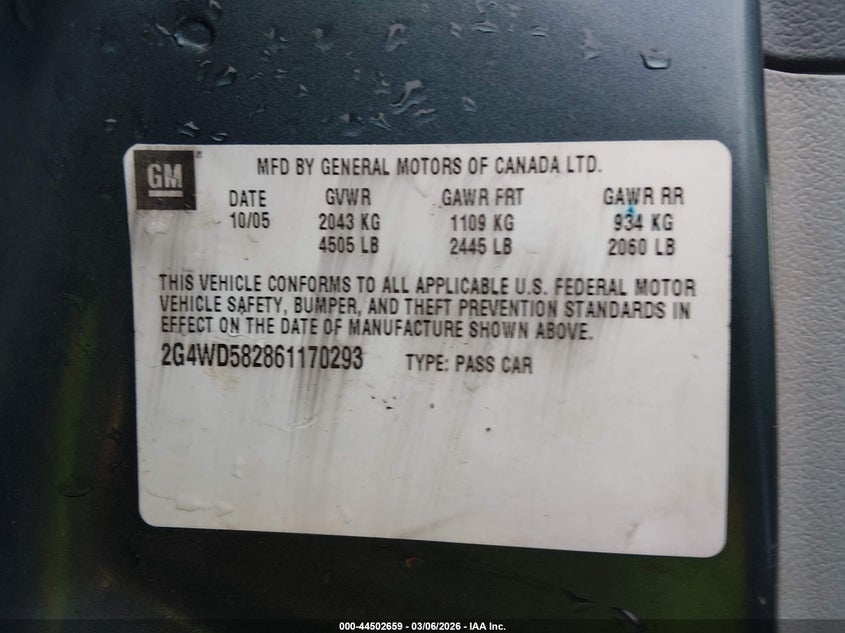 GM
MFD BY GENERAL MOTORS OF CANADA LTD.
DATE GVWR GAWR FRT GAWR RR
10/05 2043 KG 1109 KG 934 KG
4505 LB 2445 LB 2060 LB
THIS VEHICLE CONFORMS TO ALL APPLICABLE U.S. FEDERAL MOTOR
VEHICLE SAFETY, BUMPER, AND THEFT PREVENTION STANDARDS IN
EFFECT ON THE DATE OF MANUFACTURE SHOWN ABOVE.
2G4WD582861170293 TYPE: PASS CAR
000-44502659 - 03/06/2026 - IAA Inc.